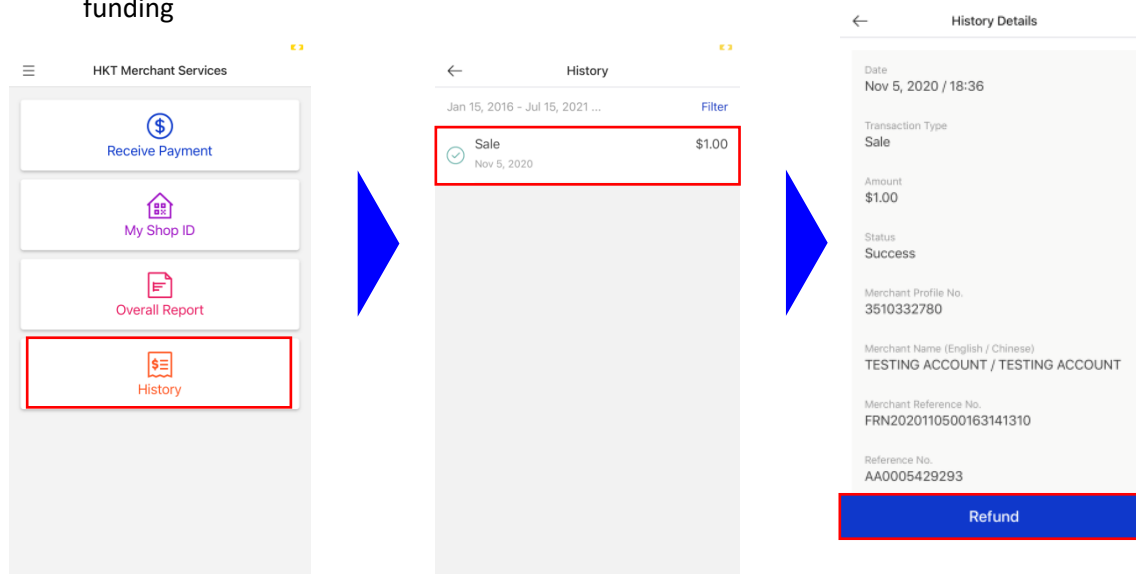 funding
HKT Merchant Services
Receive Payment
My Shop ID
Overall Report
History
History
Jan 15, 2016 - Jul 15, 2021 ...
Filter
Sale
$1.00
Nov 5, 2020
History Details
Date
Nov 5, 2020 / 18:36
Transaction Type
Sale
Amount
$1.00
Status
Success
Merchant Profile No.
3510332780
Merchant Name (English / Chinese)
TESTING ACCOUNT / TESTING ACCOUNT
Merchant Reference No.
FRN2020110500163141310
Reference No.
AA0005429293
Refund